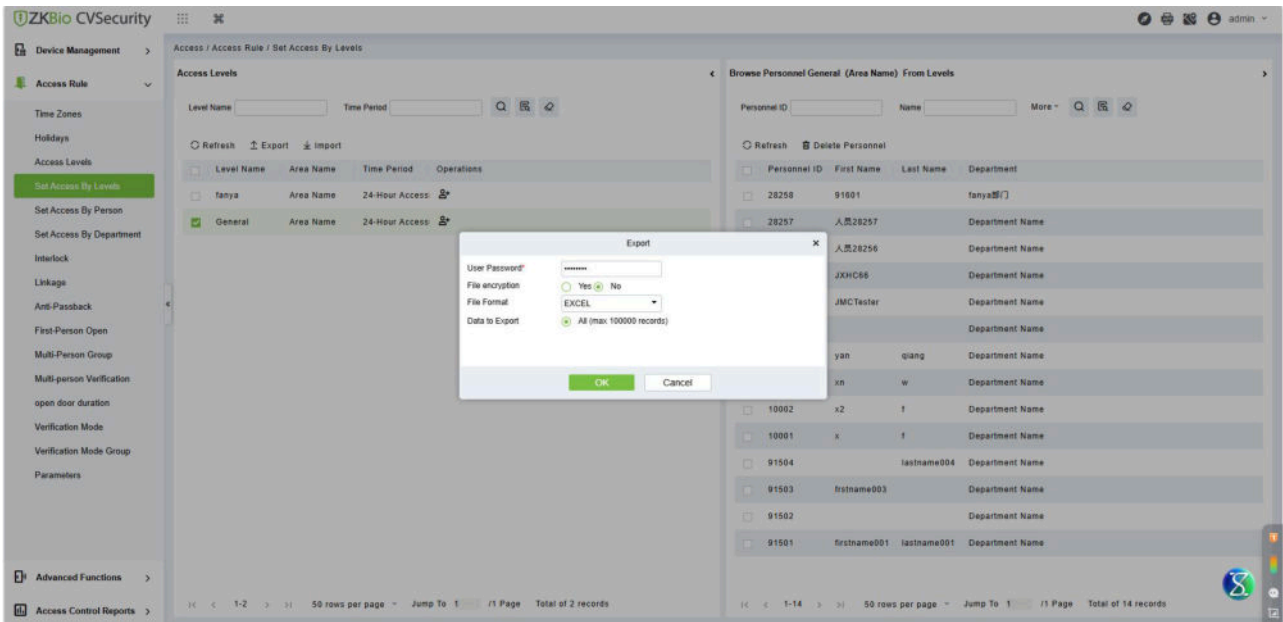 ZKBio CVSecurity
admin
Device Management
Access Rule
Time Zones
Holidays
Access Levels
Set Access By Levels
Set Access By Person
Set Access By Department
Interlock
Linkage
Anti-Passback
First-Person Open
Multi-Person Group
Multi-person Verification
open door duration
Verification Mode
Verification Mode Group
Parameters
Advanced Functions
Access Control Reports
Access / Access Rule / Set Access By Levels
Access Levels
Level Name Time Period
Refresh Export Import
Level Name Area Name Time Period Operations
fanya Area Name 24-Hour Access
General Area Name 24-Hour Access
1-2 50 rows per page Jump To 1 /1 Page Total of 2 records
Export
User Password*
File encryption Yes No
File Format EXCEL
Data to Export All (max 100000 records)
OK Cancel
Browse Personnel General (Area Name) From Levels
Personnel ID Name More
Refresh Delete Personnel
Personnel ID First Name Last Name Department
28258 91601 fanya部门
28257 人员28257 Department Name
人员28256 Department Name
JXHC66 Department Name
JMCTester Department Name
Department Name
yan qiang Department Name
xn w Department Name
10002 x2 f Department Name
10001 x f Department Name
91504 lastname004 Department Name
91503 frstname003 Department Name
91502 Department Name
91501 firstname001 lastname001 Department Name
1-14 50 rows per page Jump To 1 /1 Page Total of 14 records